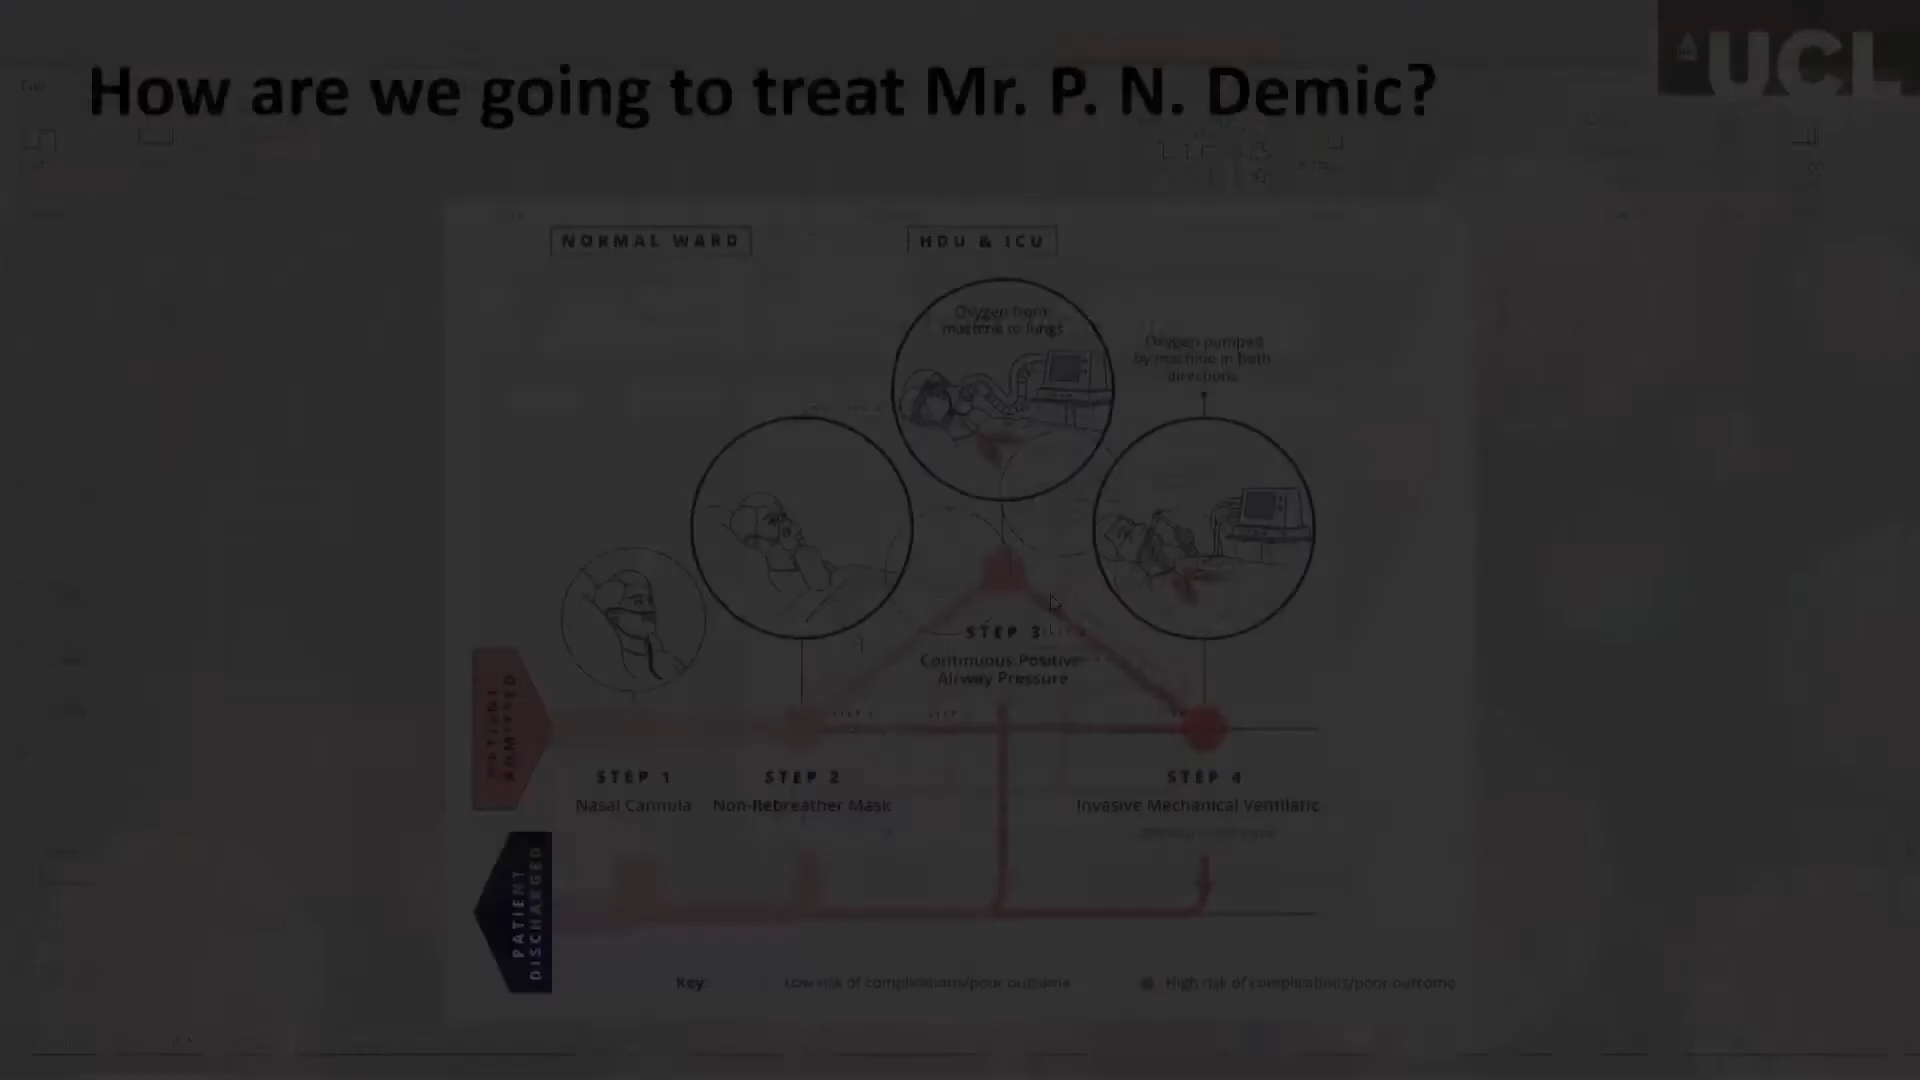 How are we going to treat Mr. P. N. Demic?
UCL
NORMAL WARD
HDU & ICU
Oxygen from
machine to lungs
Oxygen pumped
by machine in both
directions
STEP 3
Continuous Positive
Airway Pressure
PATIENT
ADMITTED
STEP 1
Nasal Cannula
STEP 2
Non-Rebreather Mask
STEP 4
Invasive Mechanical Ventilatic
PATIENT
DISCHARGED
Key:
Low risk of complications/poor outcome
High risk of complications/poor outcome